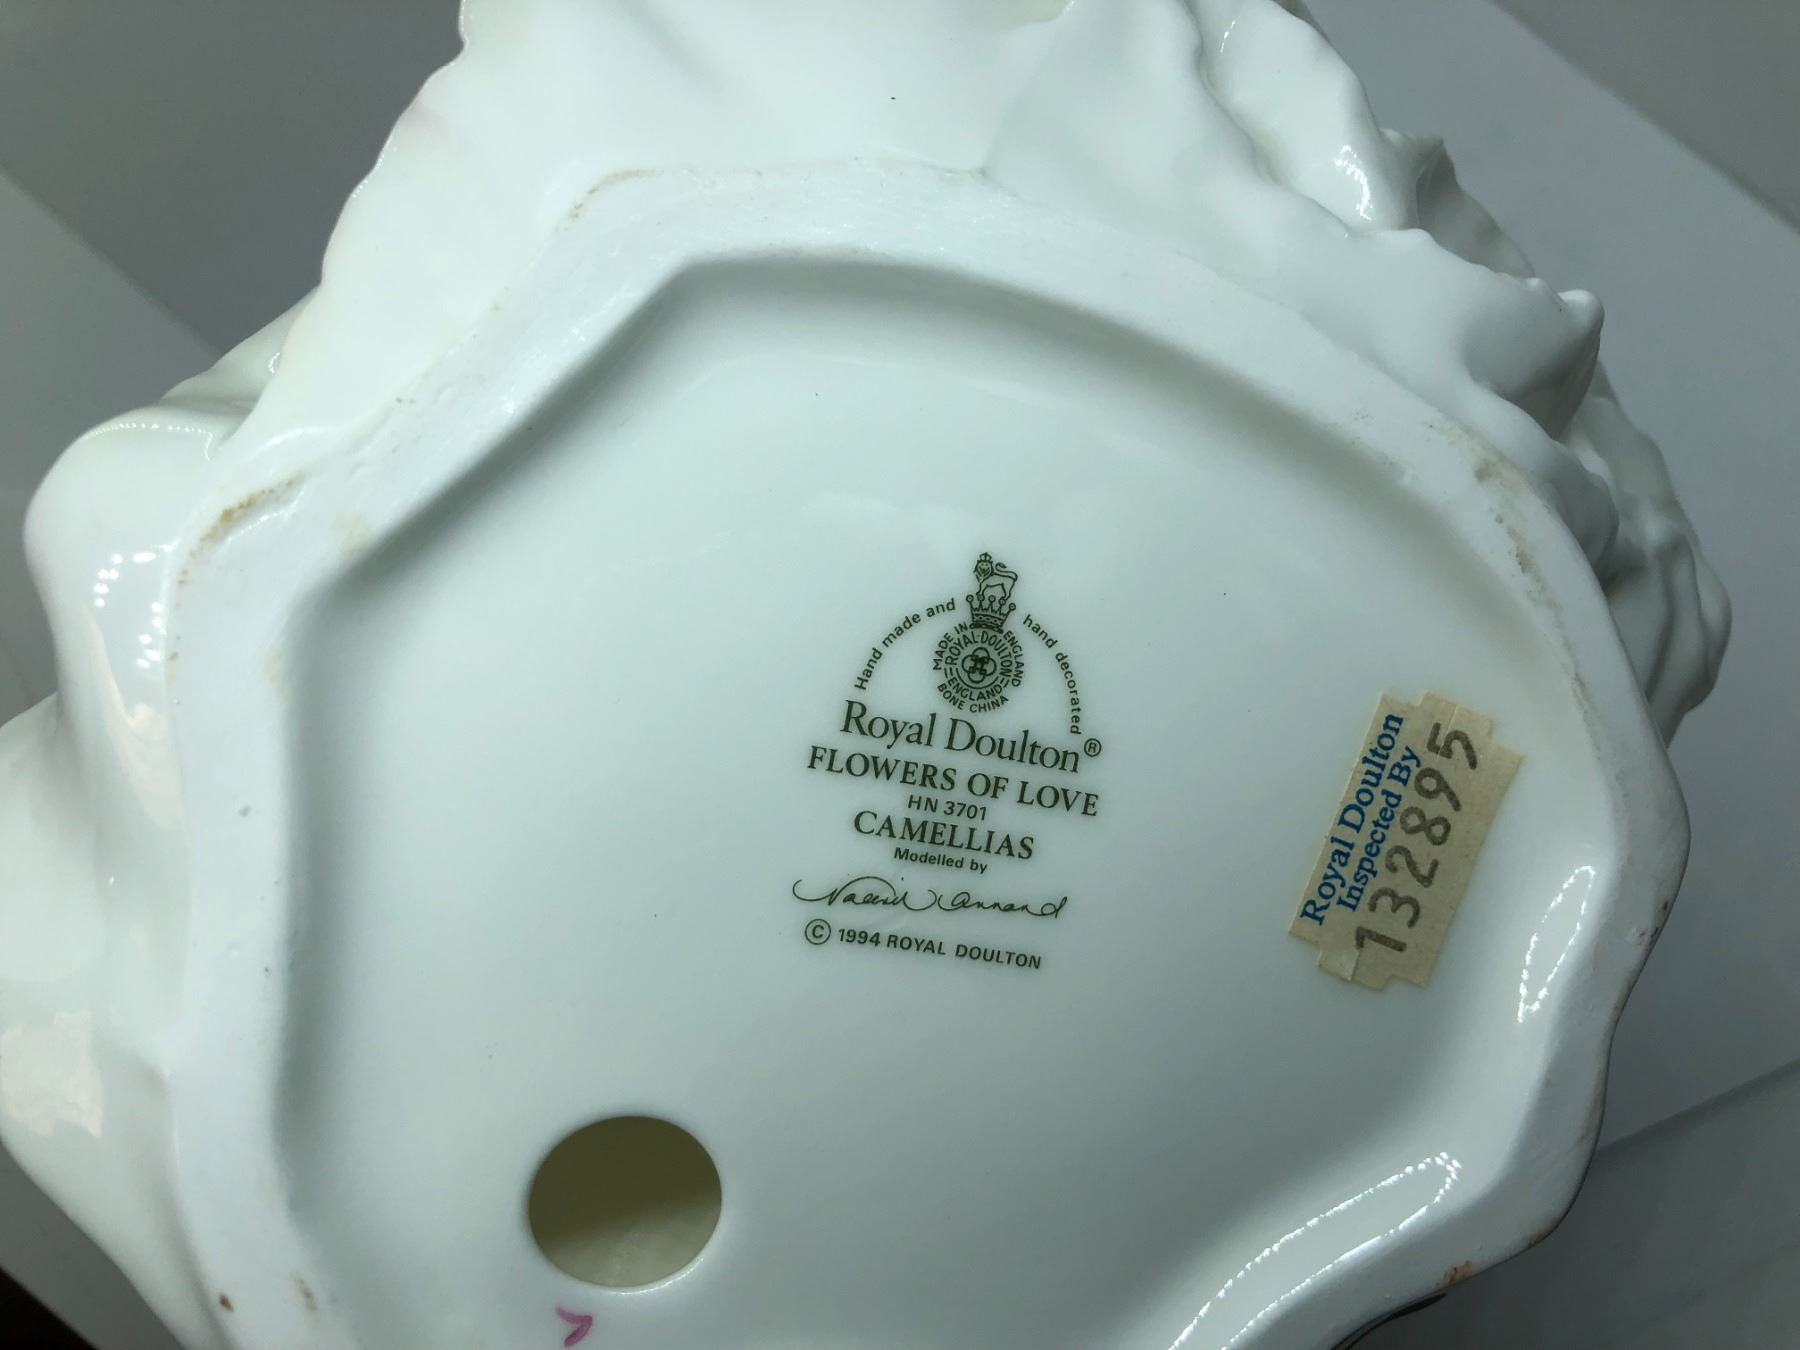 Hand made and hand decorated
MADE IN ENGLAND
ROYAL·DOULTON
ENGLAND
BONE CHINA
Royal Doulton®
FLOWERS OF LOVE
HN 3701
CAMELLIAS
Modelled by
Annand
© 1994 ROYAL DOULTON
Royal Doulton
Inspected By
132895